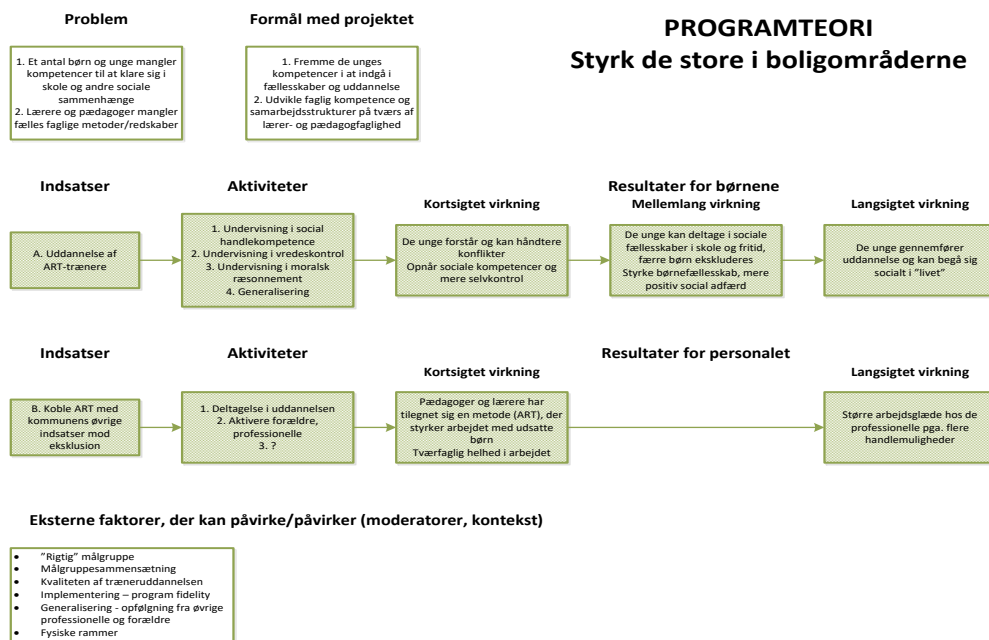 PROGRAMTEORI
Styrk de store i boligområderne
Problem
1. Et antal børn og unge mangler
kompetencer til at klare sig i
skole og andre sociale
sammenhænge
2. Lærere og pædagoger mangler
fælles faglige metoder/redskaber
Formål med projektet
1. Fremme de unges
kompetencer i at indgå i
fællesskaber og uddannelse
2. Udvikle faglig kompetence og
samarbejdsstrukturer på tværs af
lærer- og pædagogfaglighed
Indsatser
Aktiviteter
Resultater for børnene
Kortsigtet virkning
Mellemlang virkning
Langsigtet virkning
A. Uddannelse af
ART-trænere
1. Undervisning i social
handlekompetence
2. Undervisning i vredeskontrol
3. Undervisning i moralsk
ræsonnement
4. Generalisering
De unge forstår og kan håndtere
konflikter
Opnår sociale kompetencer og
mere selvkontrol
De unge kan deltage i sociale
fællesskaber i skole og fritid,
færre børn ekskluderes
Styrke børnefællesskab, mere
positiv social adfærd
De unge gennemfører
uddannelse og kan begå sig
socialt i ”livet”
Indsatser
Aktiviteter
Resultater for personalet
Kortsigtet virkning
Langsigtet virkning
B. Koble ART med
kommunens øvrige
indsatser mod
eksklusion
1. Deltagelse i uddannelsen
2. Aktivere forældre,
professionelle
3. ?
Pædagoger og lærere har
tilegnet sig en metode (ART), der
styrker arbejdet med udsatte
børn
Tværfaglig helhed i arbejdet
Større arbejdsglæde hos de
professionelle pga. flere
handlemuligheder
Eksterne faktorer, der kan påvirke/påvirker (moderatorer, kontekst)
• ”Rigtig” målgruppe
• Målgruppesammensætning
• Kvaliteten af træneruddannelsen
• Implementering – program fidelity
• Generalisering - opfølgning fra øvrige
professionelle og forældre
• Fysiske rammer